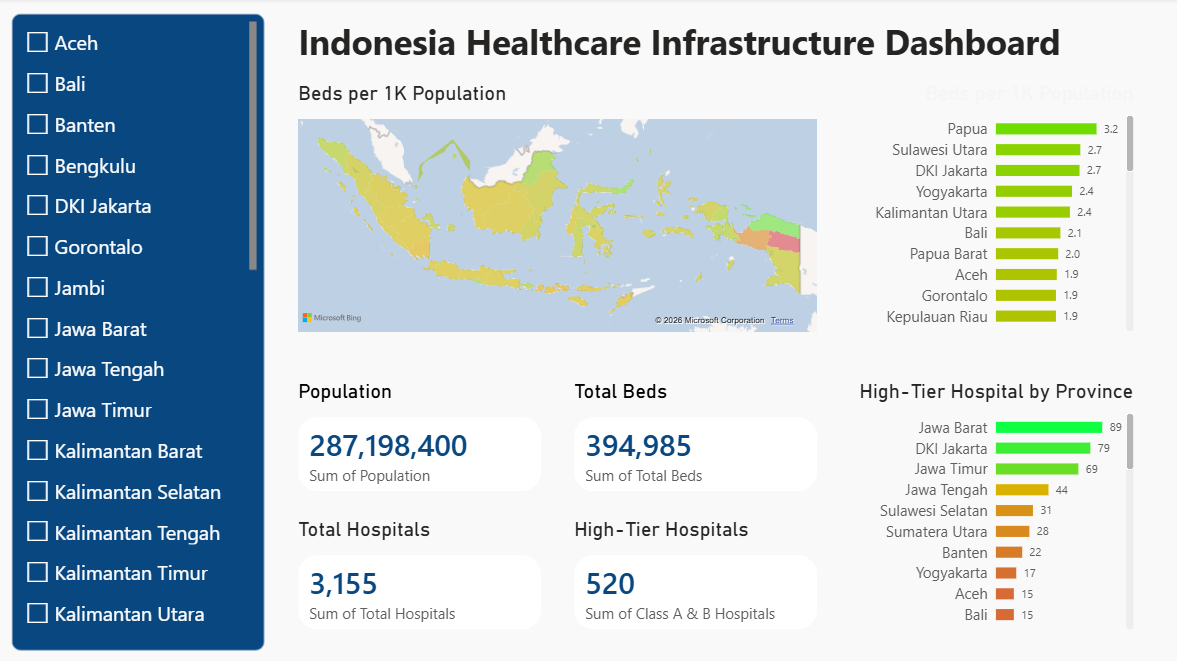 Aceh
Bali
Banten
Bengkulu
DKI Jakarta
Gorontalo
Jambi
Jawa Barat
Jawa Tengah
Jawa Timur
Kalimantan Barat
Kalimantan Selatan
Kalimantan Tengah
Kalimantan Timur
Kalimantan Utara
Indonesia Healthcare Infrastructure Dashboard
Beds per 1K Population
Microsoft Bing
© 2026 Microsoft Corporation Terms
Beds per 1K Population
Papua 3.2
Sulawesi Utara 2.7
DKI Jakarta 2.7
Yogyakarta 2.4
Kalimantan Utara 2.4
Bali 2.1
Papua Barat 2.0
Aceh 1.9
Gorontalo 1.9
Kepulauan Riau 1.9
Population
287,198,400
Sum of Population
Total Beds
394,985
Sum of Total Beds
Total Hospitals
3,155
Sum of Total Hospitals
High-Tier Hospitals
520
Sum of Class A & B Hospitals
High-Tier Hospital by Province
Jawa Barat 89
DKI Jakarta 79
Jawa Timur 69
Jawa Tengah 44
Sulawesi Selatan 31
Sumatera Utara 28
Banten 22
Yogyakarta 17
Aceh 15
Bali 15